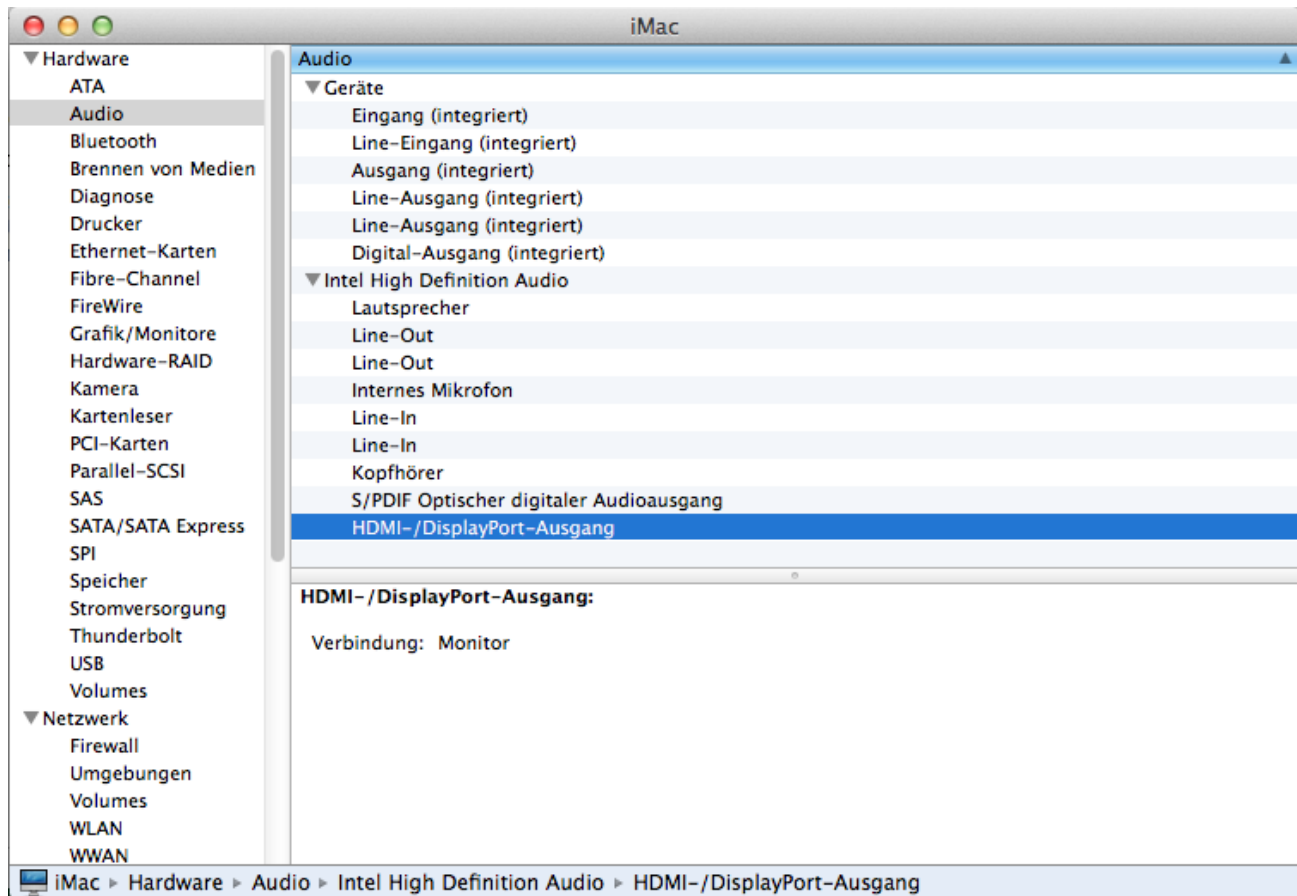 iMac
Hardware
ATA
Audio
Bluetooth
Brennen von Medien
Diagnose
Drucker
Ethernet-Karten
Fibre-Channel
FireWire
Grafik/Monitore
Hardware-RAID
Kamera
Kartenleser
PCI-Karten
Parallel-SCSI
SAS
SATA/SATA Express
SPI
Speicher
Stromversorgung
Thunderbolt
USB
Volumes
Netzwerk
Firewall
Umgebungen
Volumes
WLAN
WWAN
Audio
Geräte
Eingang (integriert)
Line-Eingang (integriert)
Ausgang (integriert)
Line-Ausgang (integriert)
Line-Ausgang (integriert)
Digital-Ausgang (integriert)
Intel High Definition Audio
Lautsprecher
Line-Out
Line-Out
Internes Mikrofon
Line-In
Line-In
Kopfhörer
S/PDIF Optischer digitaler Audioausgang
HDMI-/DisplayPort-Ausgang
HDMI-/DisplayPort-Ausgang:
Verbindung: Monitor
iMac ▸ Hardware ▸ Audio ▸ Intel High Definition Audio ▸ HDMI-/DisplayPort-Ausgang